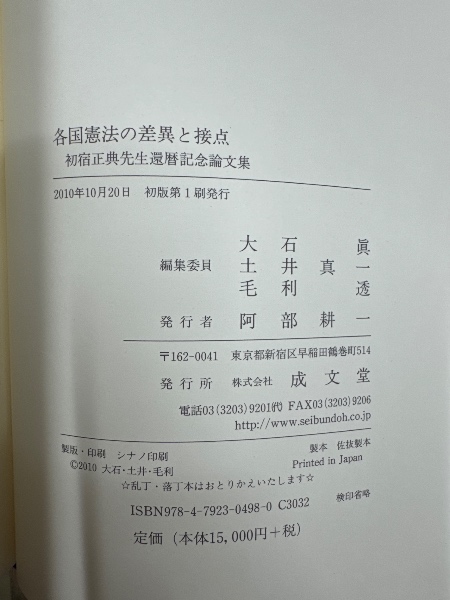 各国憲法の差異と接点
初宿正典先生還暦記念論文集
2010年10月20日 初版第1刷発行
大石 眞
編集委員 土井真一
毛利 透
発行者 阿部耕一
〒162-0041 東京都新宿区早稲田鶴巻町514
発行所 株式会社 成文堂
電話03(3203)9201(代) FAX03(3203)9206
http://www.seibundoh.co.jp
製版・印刷 シナノ印刷 製本 佐抜製本
©2010 大石・土井・毛利 Printed in Japan
☆乱丁・落丁本はおとりかえいたします☆
ISBN978-4-7923-0498-0 C3032 検印省略
定価(本体15,000円+税)